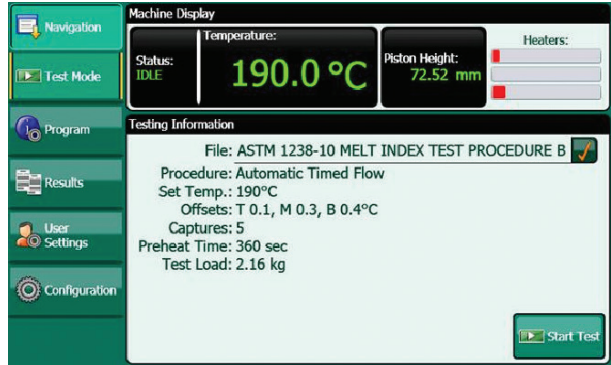 Navigation
Test Mode
Program
Results
User
Settings
Configuration
Machine Display
Status:
IDLE
Temperature:
190.0 ºC
Piston Height:
72.52 mm
Heaters:
Testing Information
File: ASTM 1238-10 MELT INDEX TEST PROCEDURE B
Procedure: Automatic Timed Flow
Set Temp.: 190°C
Offsets: T 0.1, M 0.3, B 0.4°C
Captures: 5
Preheat Time: 360 sec
Test Load: 2.16 kg
Start Test